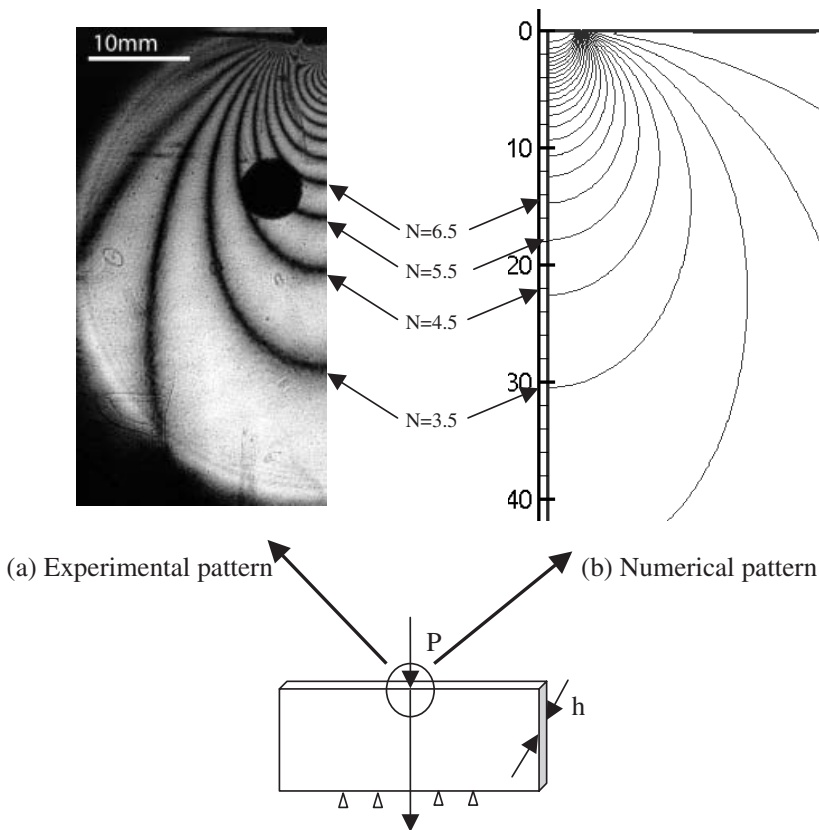 10mm
0
10
20
30
40
N=6.5
N=5.5
N=4.5
N=3.5
(a) Experimental pattern
(b) Numerical pattern
P
h